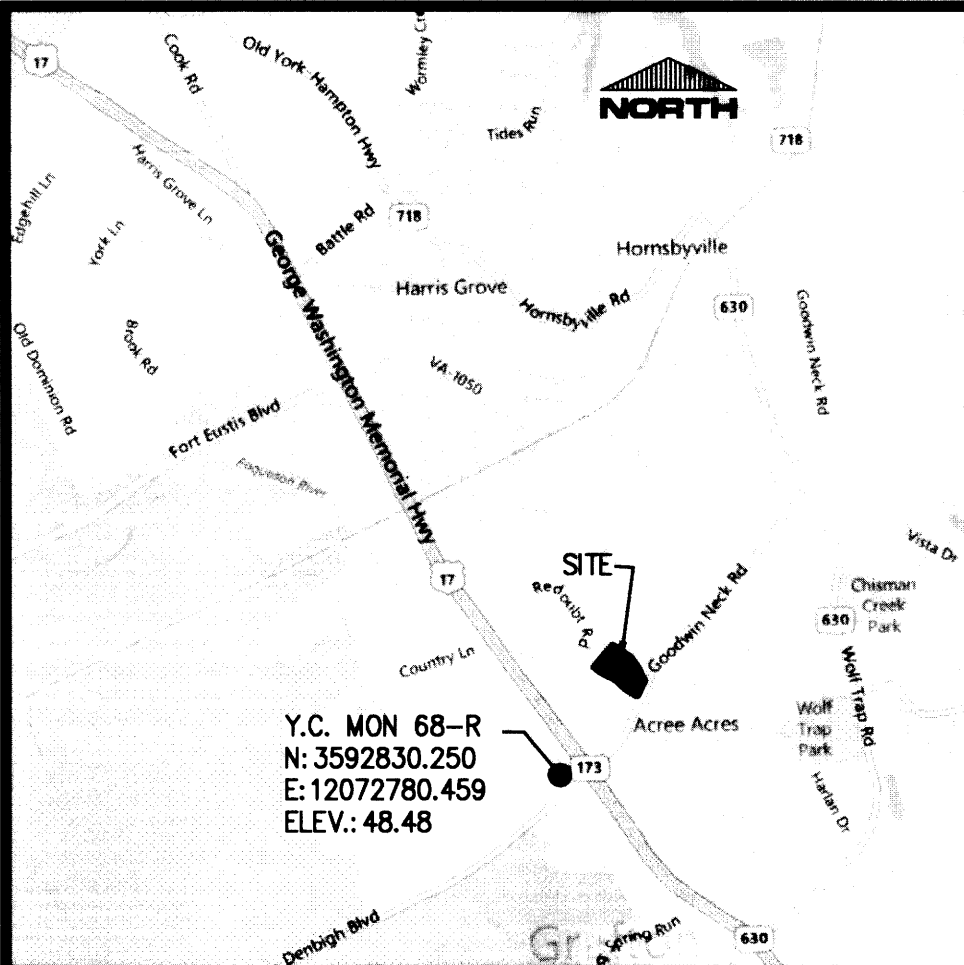 17
Cook Rd
Old York-Hampton Hwy
NORTH
Tides Run
718
Edgehill Ln
Harris Grove Ln
York Ln
Battle Rd
718
Hornsbyville
George Washington Memorial Hwy
Harris Grove
Hornsbyville Rd
630
Goodwin Neck Rd
Old Dominion Rd
Brook Rd
VA-1050
Fort Eustis Blvd
River
17
SITE
Redoubt Rd
Goodwin Neck Rd
Vista Dr
Chisman
Creek
Park
630
Country Ln
Wolf Trap Rd
Acree Acres
Wolf
Trap
Park
Y.C. MON 68-R
N: 3592830.250
E: 12072780.459
ELEV.: 48.48
173
Harlan Dr
Denbigh Blvd
Spring Run
630